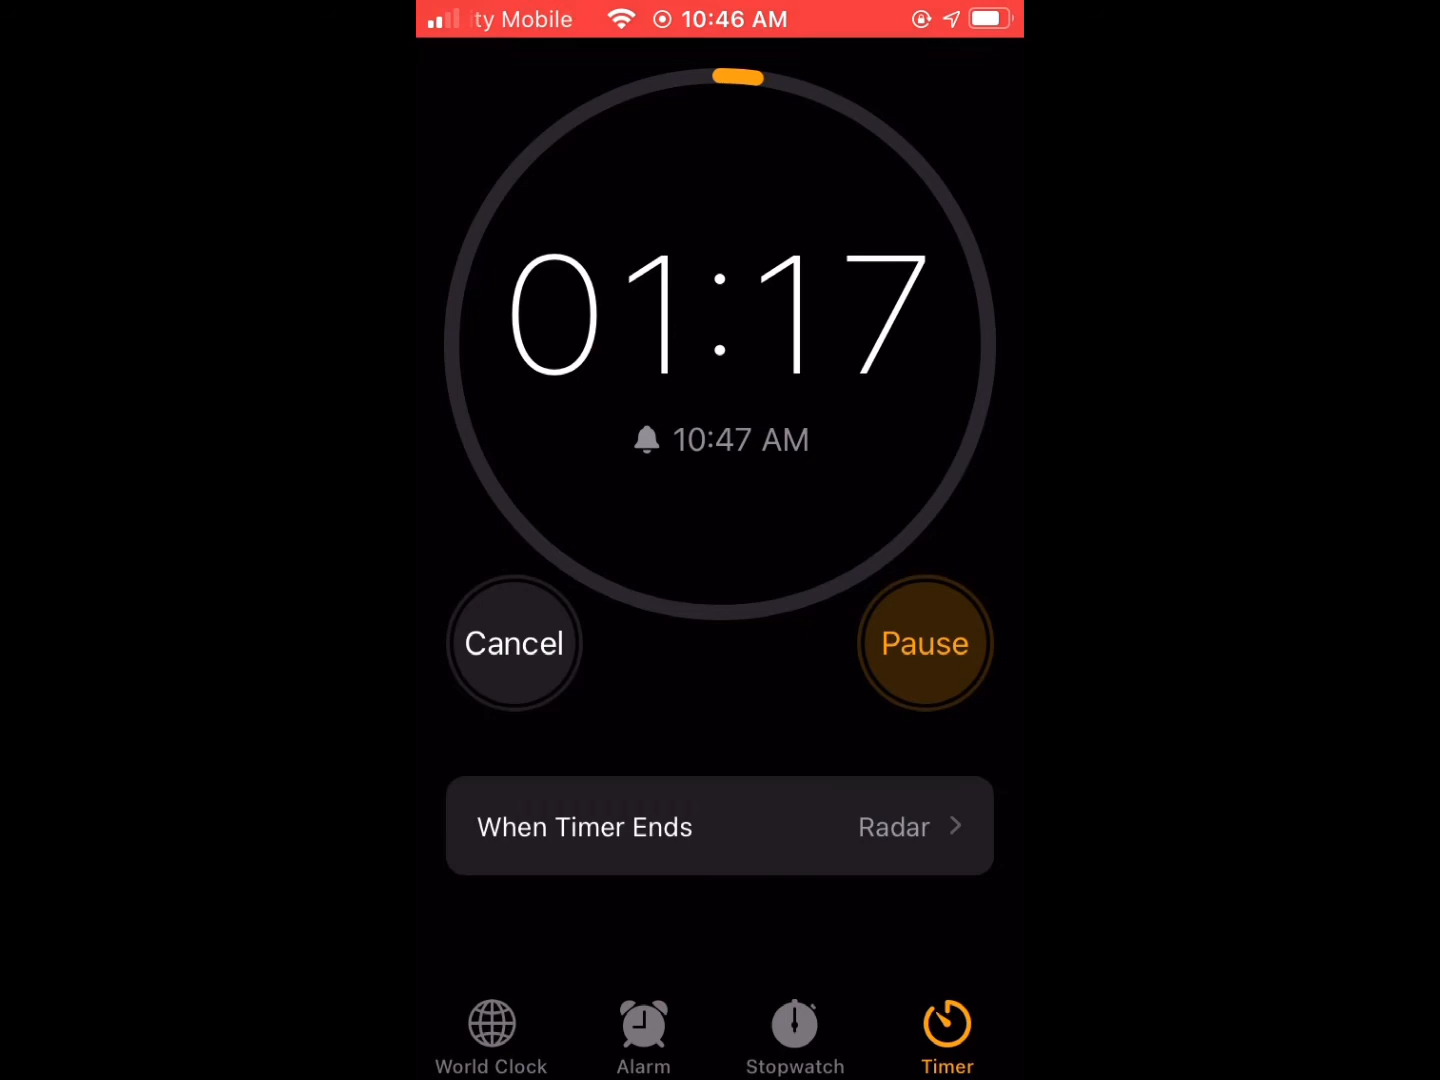 ty Mobile 10:46 AM
01:17
10:47 AM
Cancel Pause
When Timer Ends Radar
World Clock Alarm Stopwatch Timer